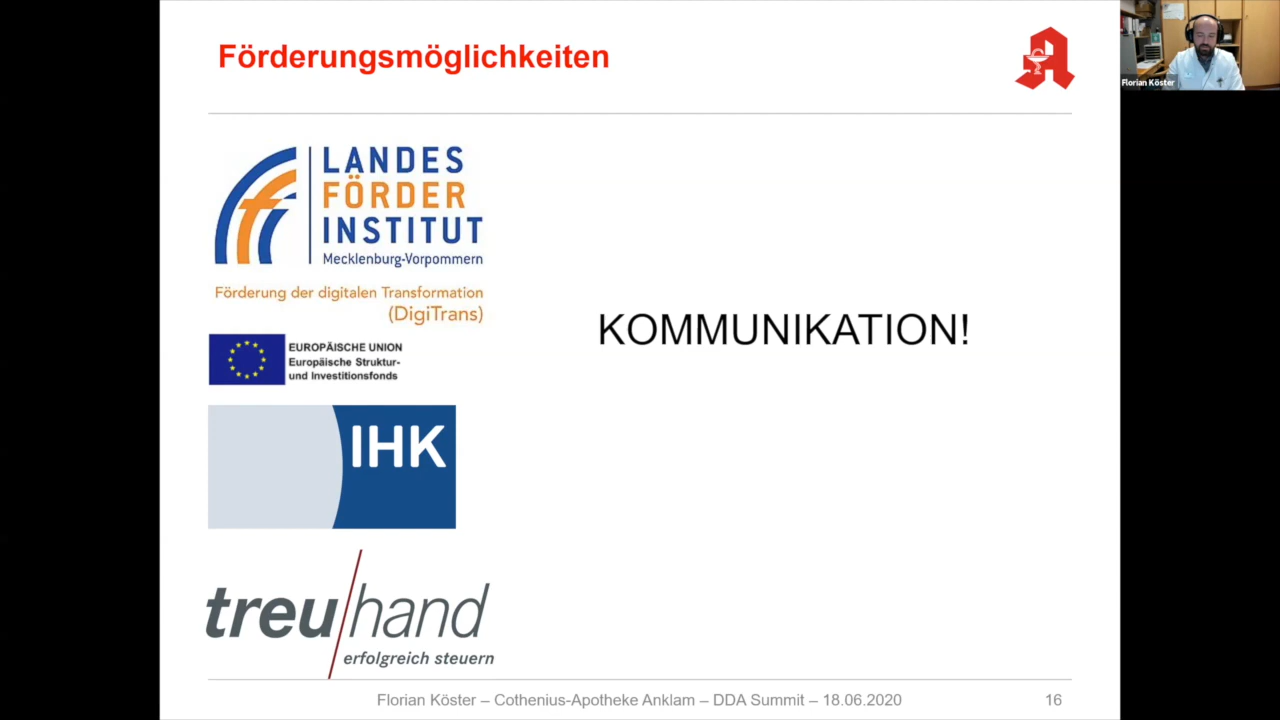 Förderungsmöglichkeiten
LANDES
FÖRDER
INSTITUT
Mecklenburg-Vorpommern
Förderung der digitalen Transformation
(DigiTrans)
EUROPÄISCHE UNION
Europäische Struktur-
und Investitionsfonds
KOMMUNIKATION!
IHK
treuhand
erfolgreich steuern
Florian Köster – Cothenius-Apotheke Anklam – DDA Summit – 18.06.2020
16
Florian Köster